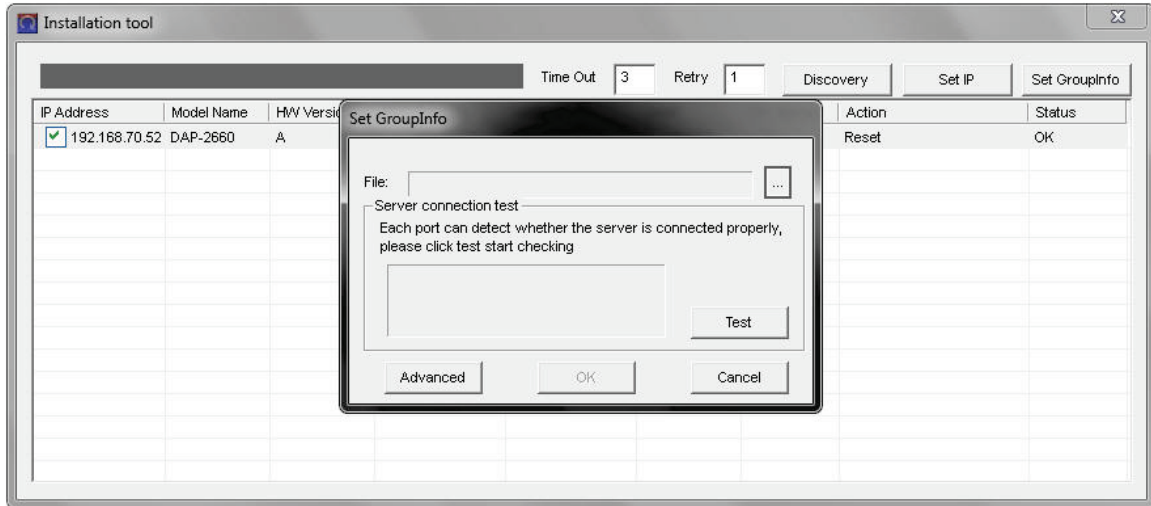 Installation tool
Time Out 3 Retry 1 Discovery Set IP Set GroupInfo
IP Address Model Name HW Versi Action Status
192.168.70.52 DAP-2660 A Reset OK
Set GroupInfo
File: ...
Server connection test
Each port can detect whether the server is connected properly,
please click test start checking
Test
Advanced OK Cancel